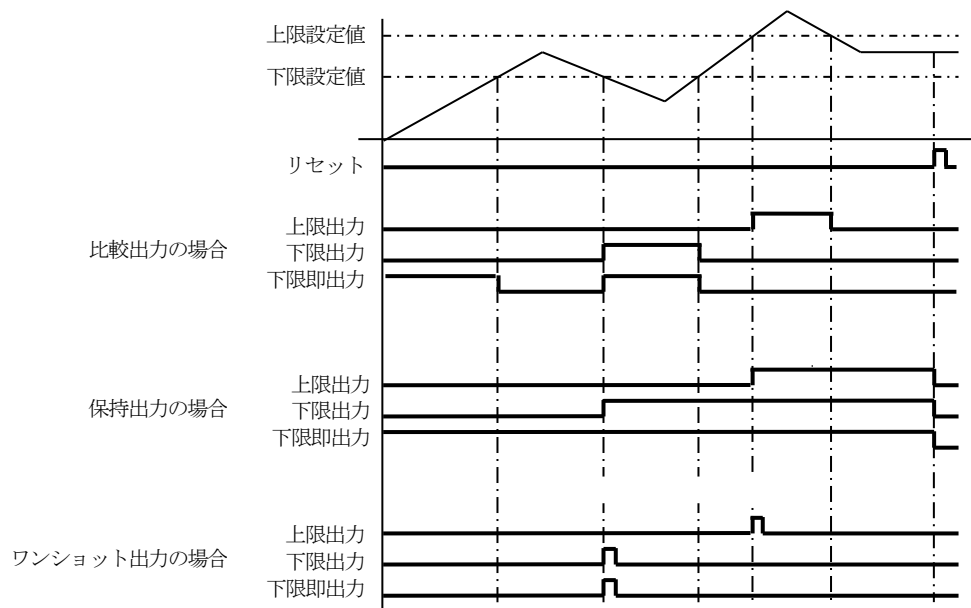 上限設定値
下限設定値
リセット
比較出力の場合
上限出力
下限出力
下限即出力
保持出力の場合
上限出力
下限出力
下限即出力
ワンショット出力の場合
上限出力
下限出力
下限即出力